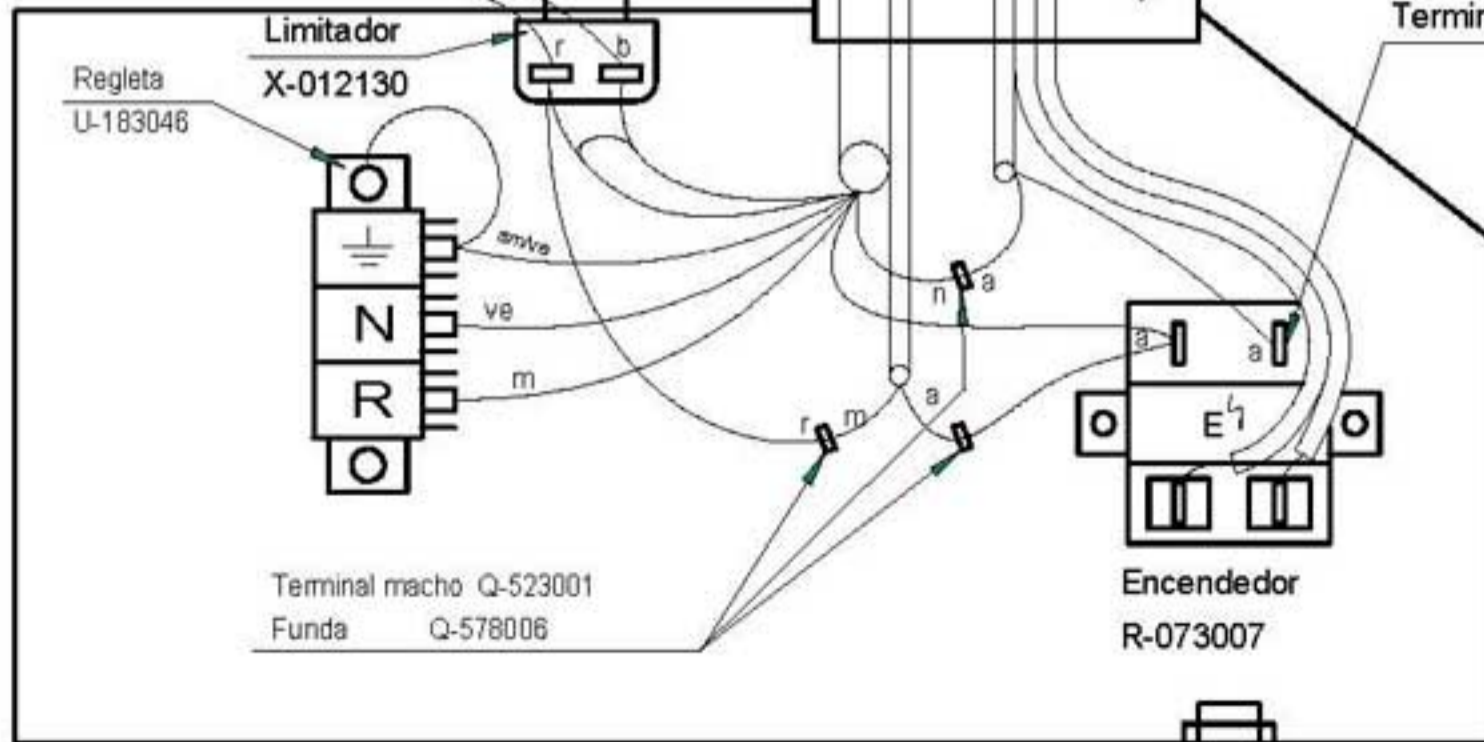 Limitador
X-012130
Termin
Regleta
U-183046
r b
am/ve
N
ve
R
m
n a
a a
r m a
E
Terminal macho Q-523001
Funda Q-578006
Encendedor
R-073007